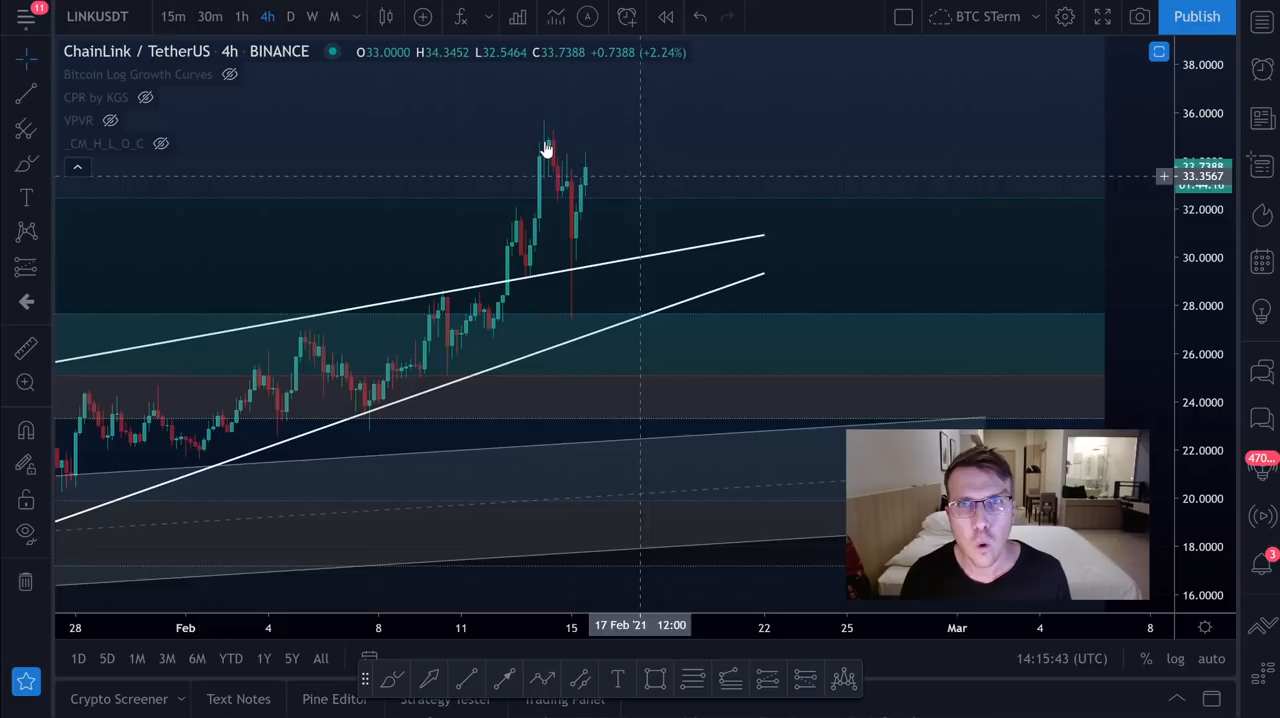 11
LINKUSDT 15m 30m 1h 4h D W M BTC STerm Publish
ChainLink / TetherUS 4h BINANCE O33.0000 H34.3452 L32.5464 C33.7388 +0.7388 (+2.24%)
Bitcoin Log Growth Curves
CPR by KGS
VPVR
_CM_H_L_O_C
38.0000
36.0000
33.7388
33.3567
32.0000
30.0000
28.0000
26.0000
24.0000
22.0000
20.0000
18.0000
16.0000
470...
3
28 Feb 4 8 11 15 17 Feb '21 12:00 22 25 Mar 4 8
1D 5D 1M 3M 6M YTD 1Y 5Y All 14:15:43 (UTC) % log auto
Crypto Screener Text Notes Pine Editor Strategy Tester Trading Panel